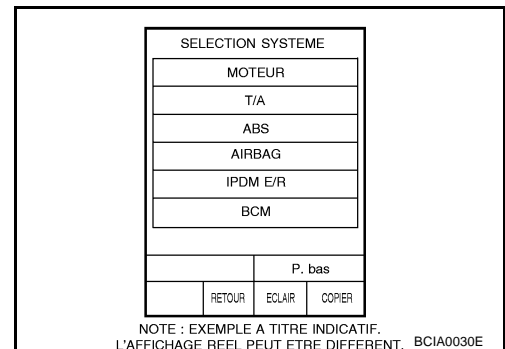 SELECTION SYSTEME
MOTEUR
T/A
ABS
AIRBAG
IPDM E/R
BCM
P. bas
RETOUR ECLAIR COPIER
NOTE : EXEMPLE A TITRE INDICATIF.
L'AFFICHAGE REEL PEUT ETRE DIFFERENT. BCIA0030E